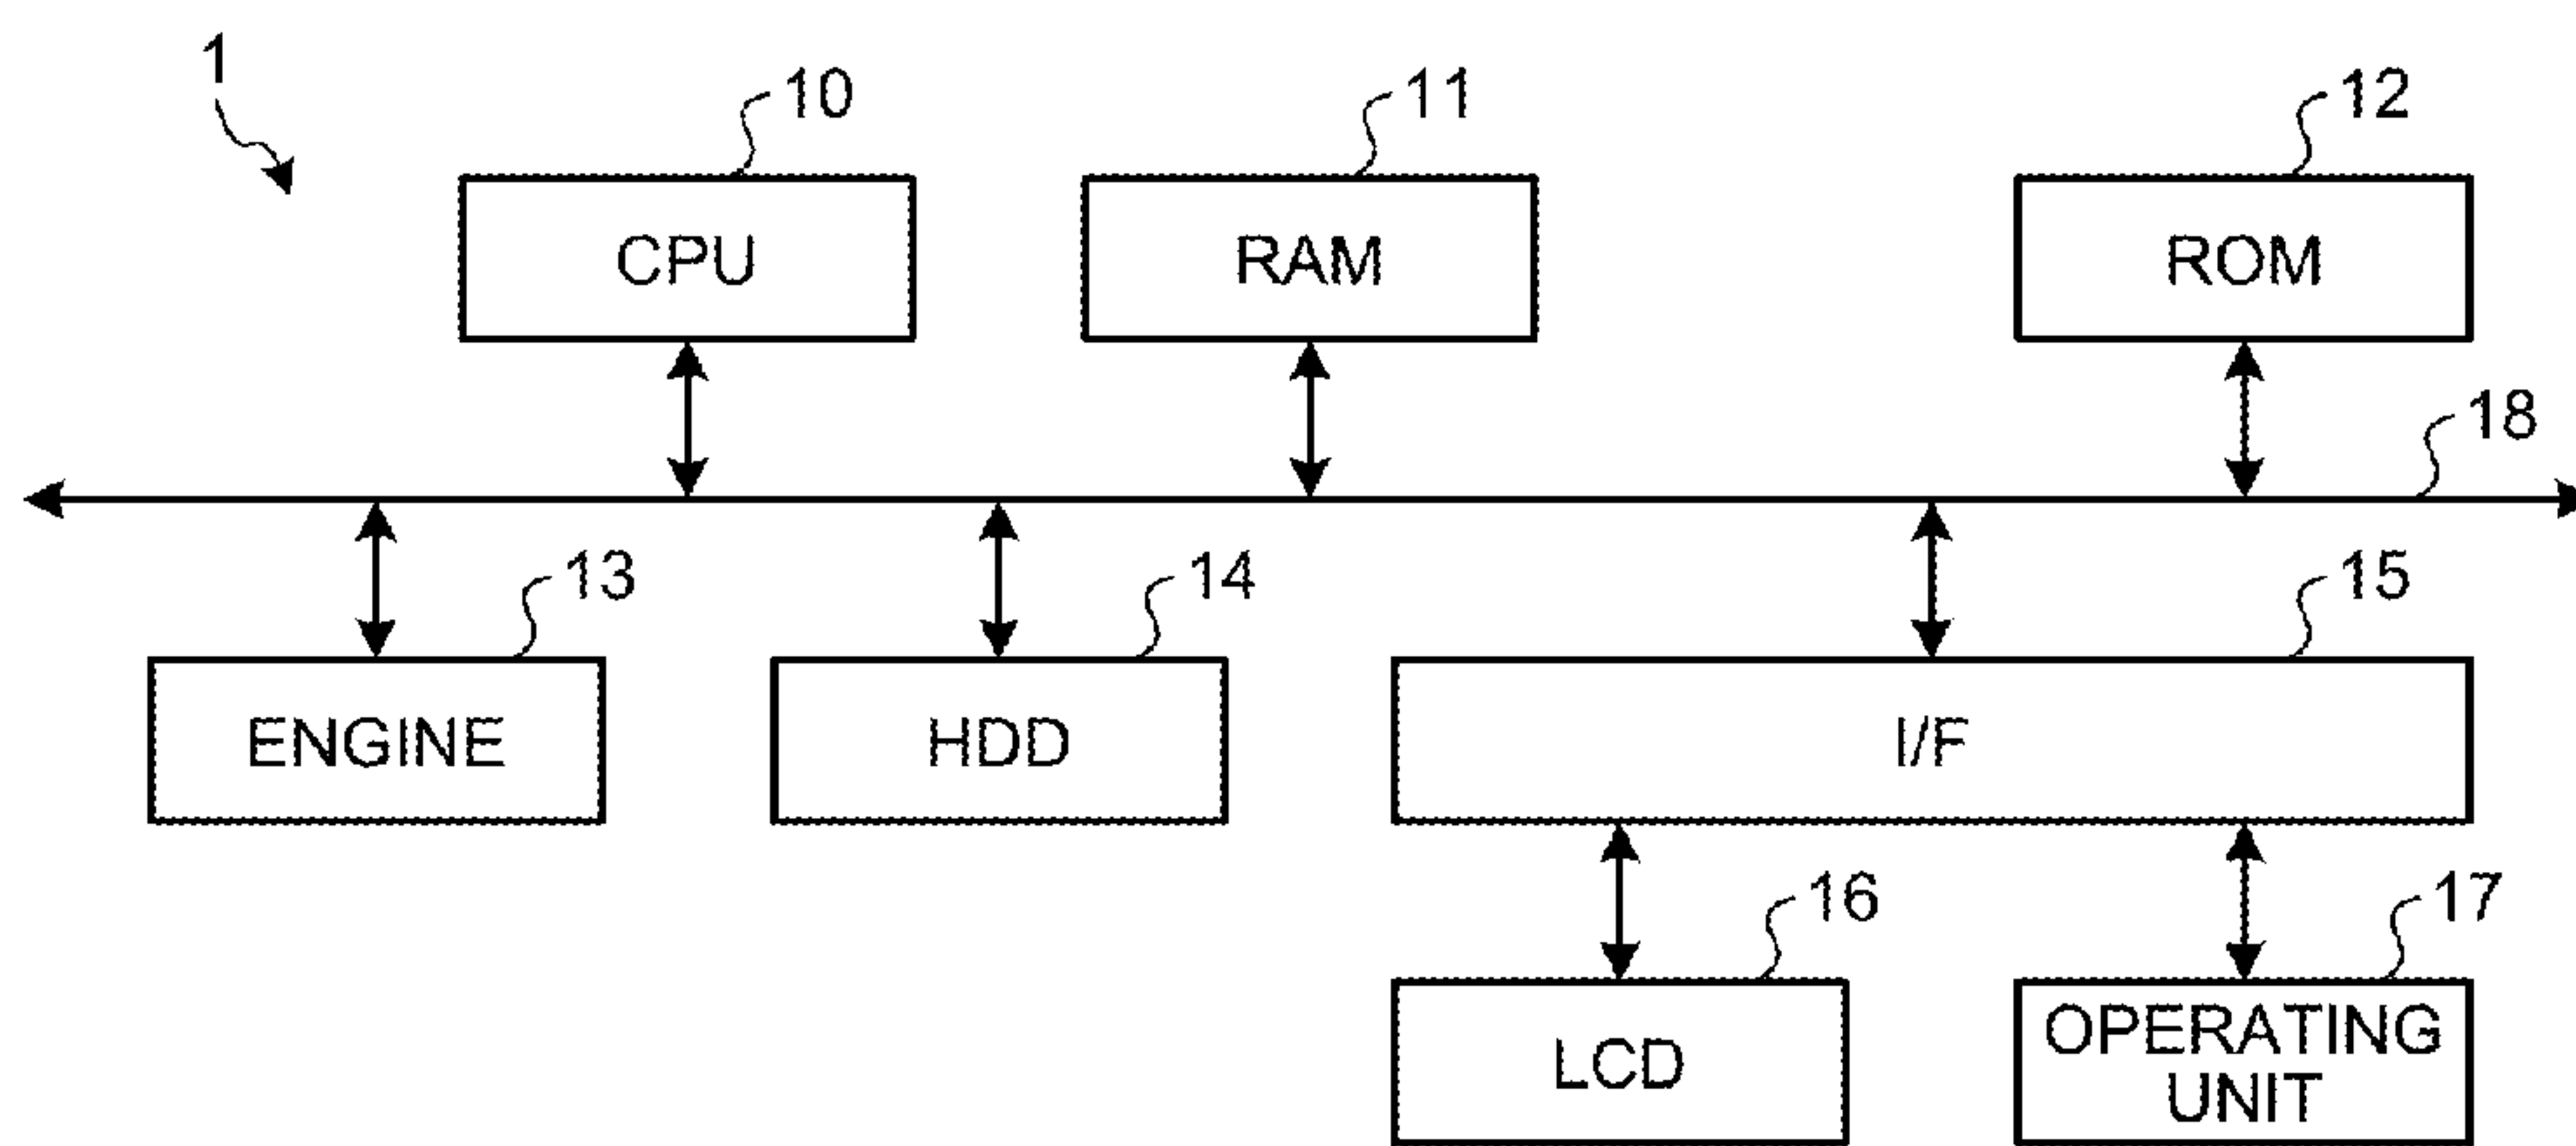 1
10
11
12
CPU
RAM
ROM
18
13
14
15
ENGINE
HDD
I/F
16
17
LCD
OPERATING
UNIT